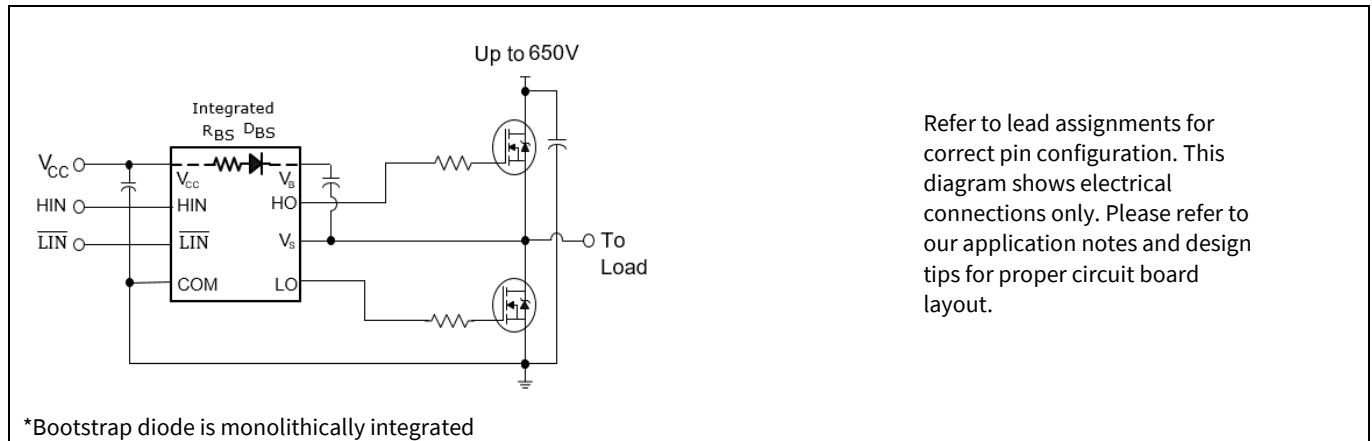 Up to 650V
Integrated
RBS DBS
VCC
VCC
VB
HIN
HIN
HO
LIN
LIN
VS
To
Load
COM
LO
Refer to lead assignments for
correct pin configuration. This
diagram shows electrical
connections only. Please refer to
our application notes and design
tips for proper circuit board
layout.
*Bootstrap diode is monolithically integrated